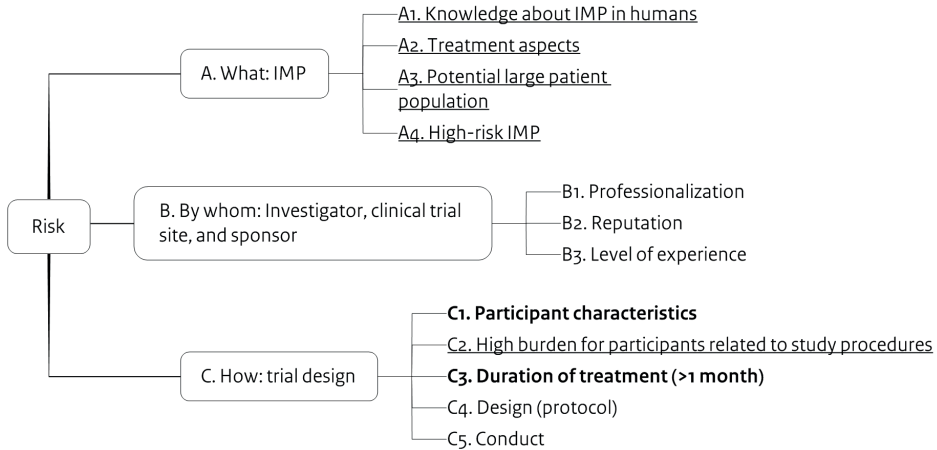 Risk
A. What: IMP
A1. Knowledge about IMP in humans
A2. Treatment aspects
A3. Potential large patient
population
A4. High-risk IMP
B. By whom: Investigator, clinical trial
site, and sponsor
B1. Professionalization
B2. Reputation
B3. Level of experience
C. How: trial design
C1. Participant characteristics
C2. High burden for participants related to study procedures
C3. Duration of treatment (>1 month)
C4. Design (protocol)
C5. Conduct